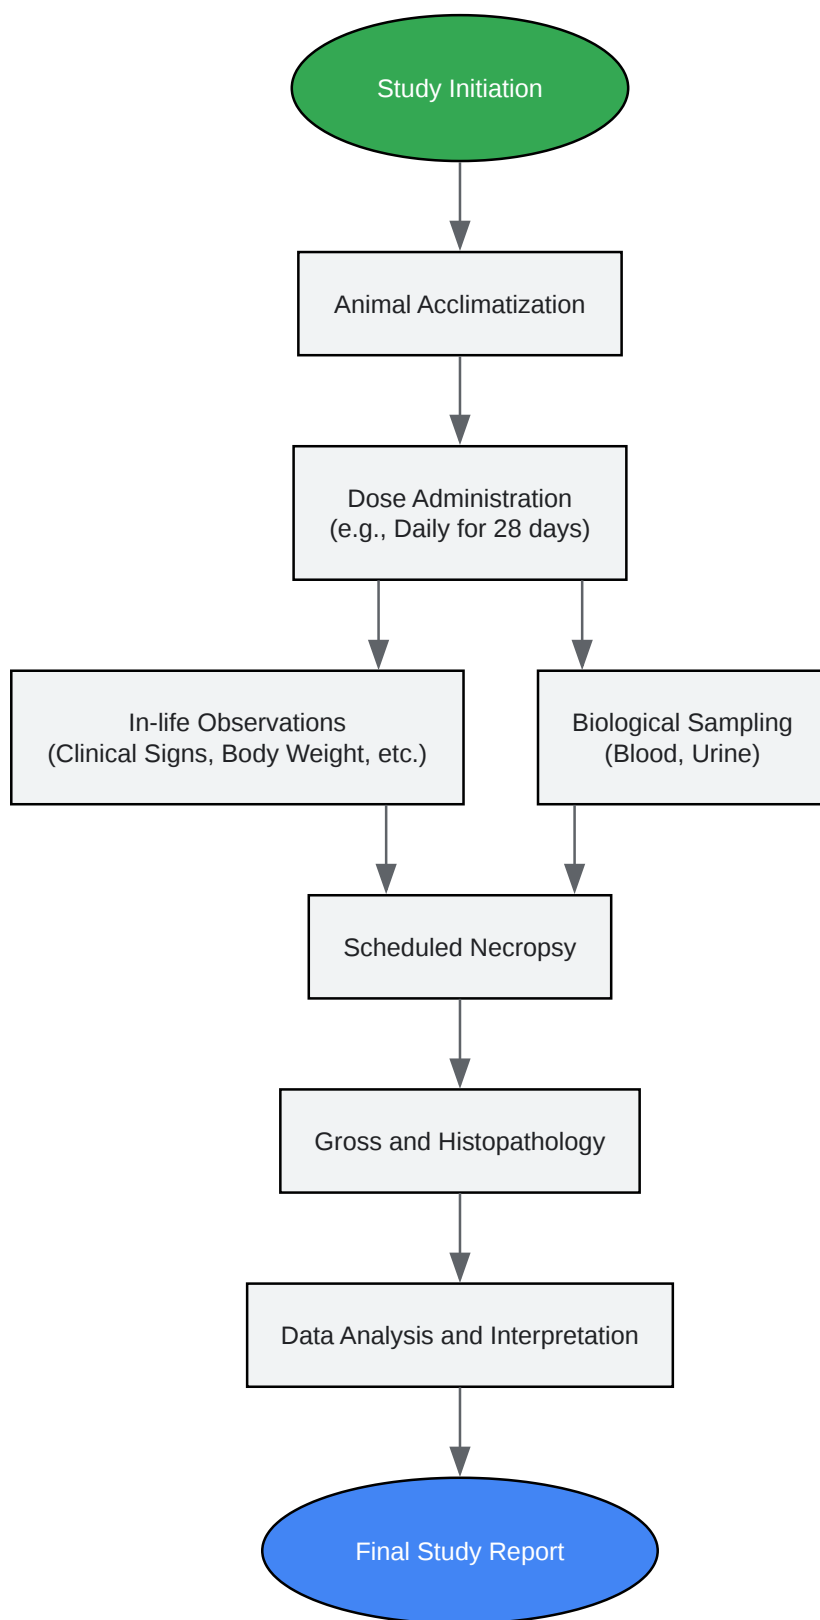 Study Initiation
Animal Acclimatization
Dose Administration
(e.g., Daily for 28 days)
In-life Observations
(Clinical Signs, Body Weight, etc.)
Biological Sampling
(Blood, Urine)
Scheduled Necropsy
Gross and Histopathology
Data Analysis and Interpretation
Final Study Report